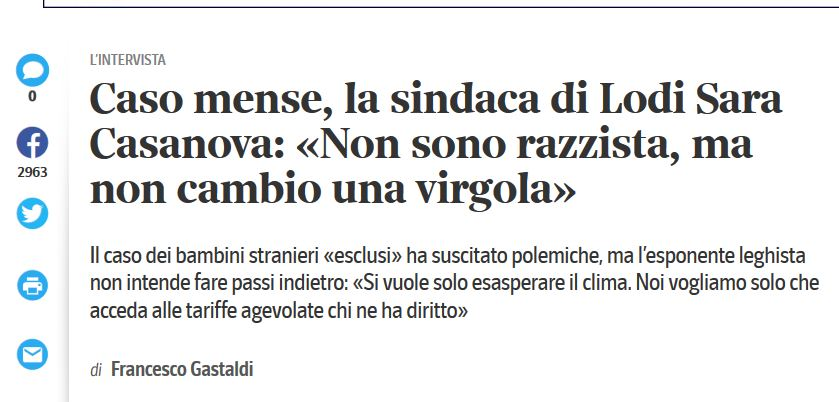 L'INTERVISTA
Caso mense, la sindaca di Lodi Sara
Casanova: «Non sono razzista, ma
non cambio una virgola»
Il caso dei bambini stranieri «esclusi» ha suscitato polemiche, ma l'esponente leghista
non intende fare passi indietro: «Si vuole solo esasperare il clima. Noi vogliamo solo che
acceda alle tariffe agevolate chi ne ha diritto»
di Francesco Gastaldi
0
2963